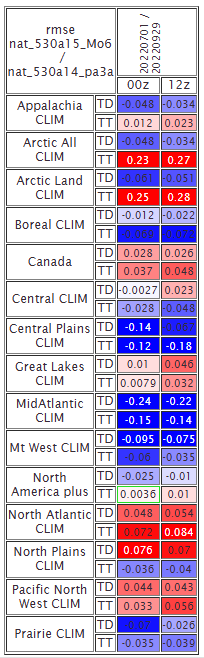 rmse
nat_530a15_Mo6
/
nat_530a14_pa3a
20220701 /
20220929
00z 12z
Appalachia CLIM
TD -0.048 -0.034
TT 0.012 0.023
Arctic All CLIM
TD -0.048 -0.034
TT 0.23 0.27
Arctic Land CLIM
TD -0.061 -0.051
TT 0.25 0.28
Boreal CLIM
TD -0.012 -0.022
TT
Canada
TD 0.028 0.026
TT 0.037 0.048
Central CLIM
TD -0.0027 0.023
TT -0.028 -0.048
Central Plains CLIM
TD -0.14
TT -0.12 -0.18
Great Lakes CLIM
TD 0.01 0.046
TT 0.0079 0.032
MidAtlantic CLIM
TD -0.24 -0.22
TT -0.15 -0.14
Mt West CLIM
TD -0.095 -0.075
TT -0.06 -0.035
North America plus
TD -0.025 -0.01
TT 0.0036 0.01
North Atlantic CLIM
TD 0.048 0.054
TT 0.072 0.084
North Plains CLIM
TD 0.076 0.07
TT -0.036 -0.04
Pacific North West CLIM
TD 0.044 0.043
TT 0.033 0.056
Prairie CLIM
TD -0.026
TT -0.035 -0.039